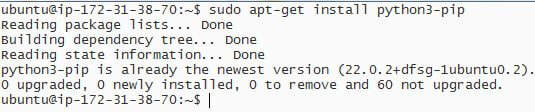 ubuntu@ip-172-31-38-70:~$ sudo apt-get install python3-pip
Reading package lists... Done
Building dependency tree... Done
Reading state information... Done
python3-pip is already the newest version (22.0.2+dfsg-1ubuntu0.2).
0 upgraded, 0 newly installed, 0 to remove and 60 not upgraded.
ubuntu@ip-172-31-38-70:~$